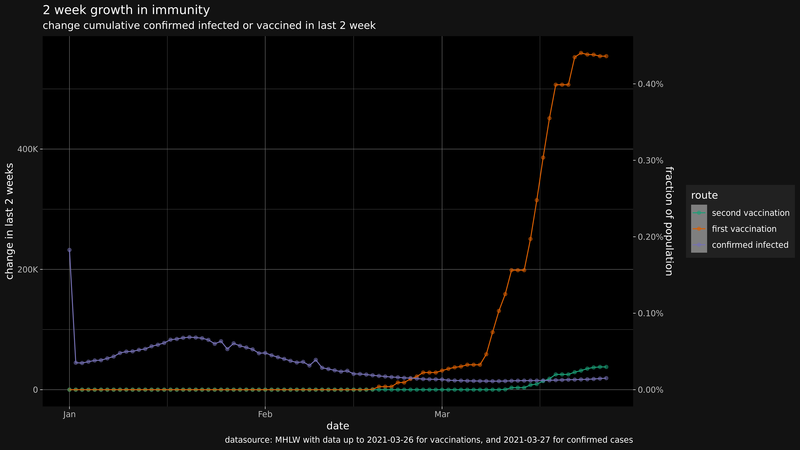 2 week growth in immunity
change cumulative confirmed infected or vaccined in last 2 week
change in last 2 weeks
400K
200K
0
0.40%
0.30%
0.20%
0.10%
0.00%
fraction of population
route
second vaccination
first vaccination
confirmed infected
Jan
Feb
Mar
date
datasource: MHLW with data up to 2021-03-26 for vaccinations, and 2021-03-27 for confirmed cases